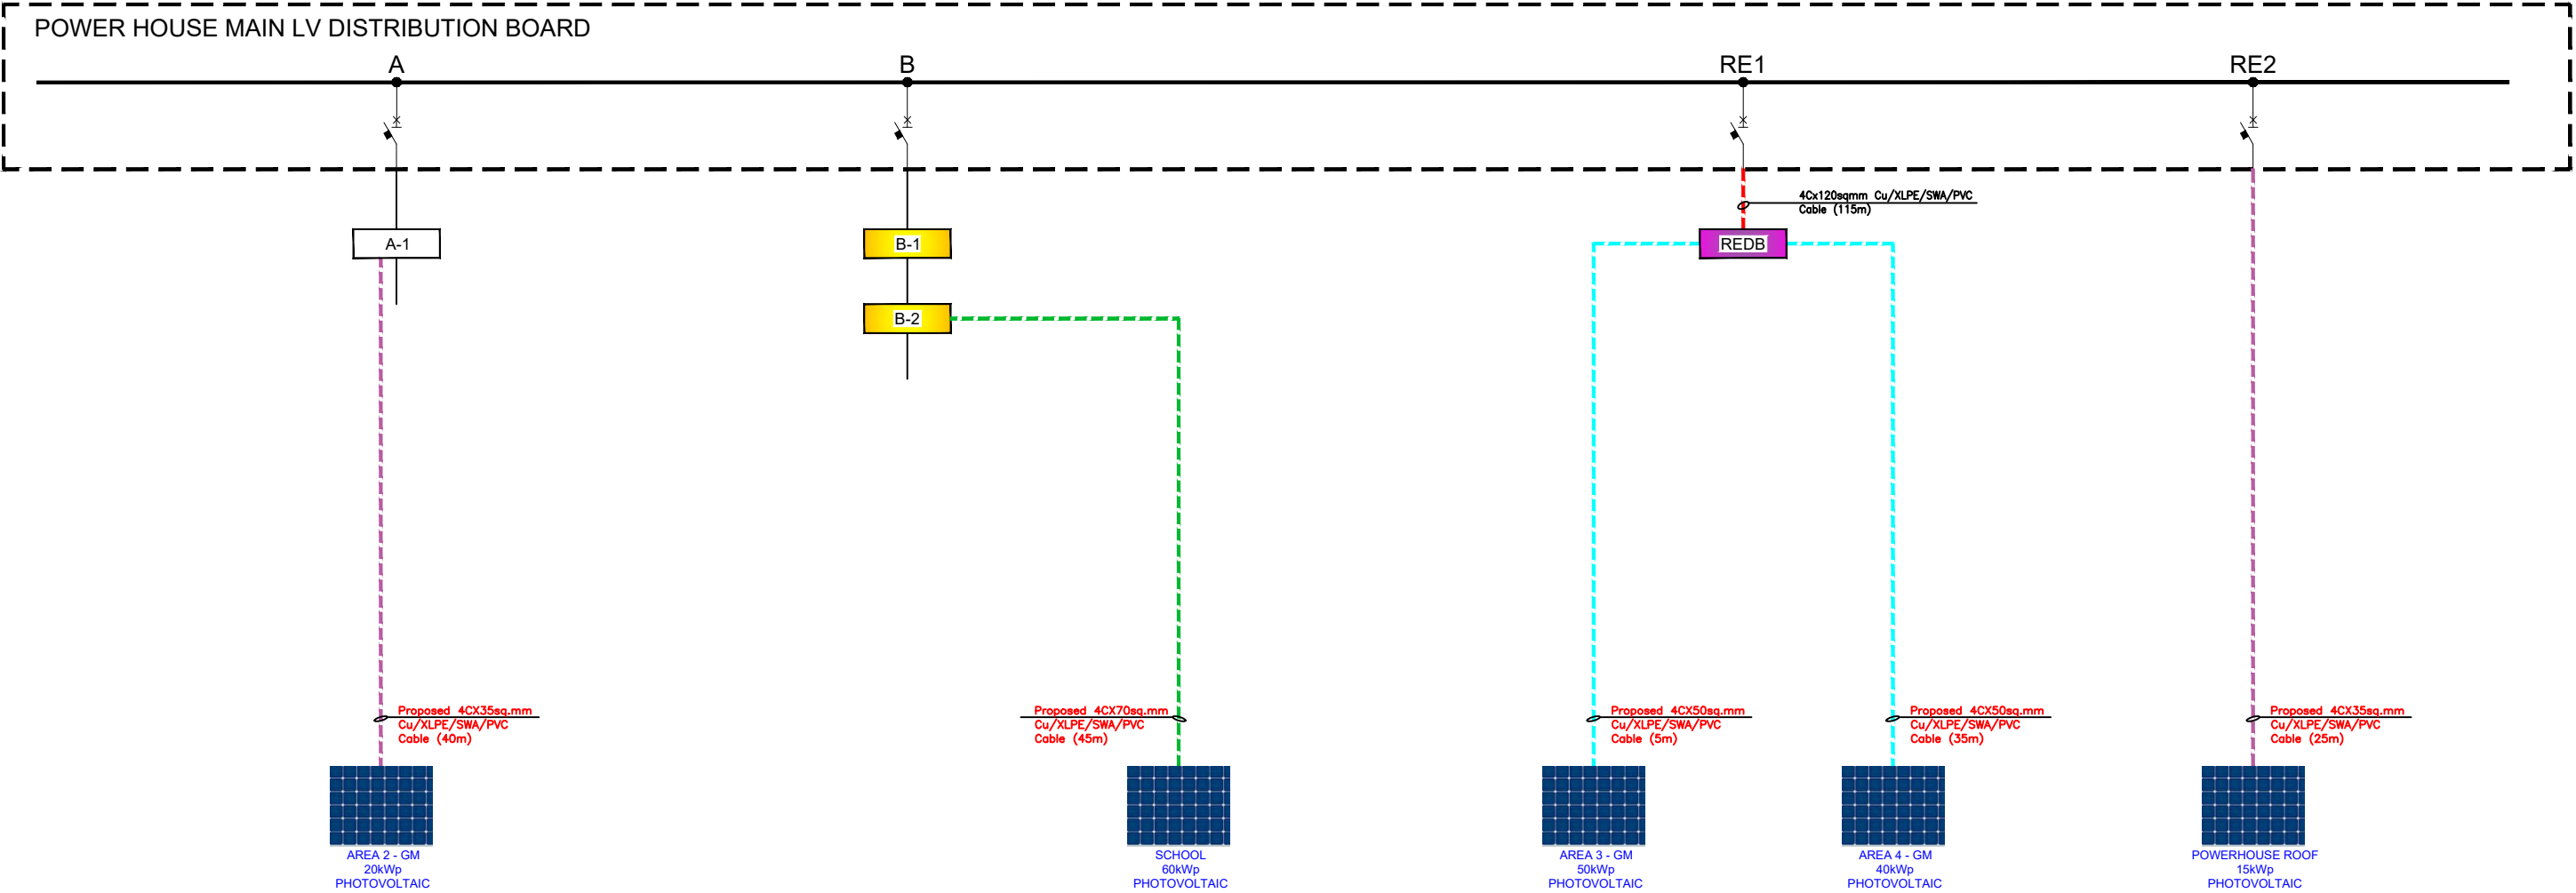 POWER HOUSE MAIN LV DISTRIBUTION BOARD
A
B
RE1
RE2
4Cx120sqmm Cu/XLPE/SWA/PVC
Cable (115m)
A-1
B-1
REDB
B-2
Proposed 4CX35sq.mm
Cu/XLPE/SWA/PVC
Cable (40m)
Proposed 4CX70sq.mm
Cu/XLPE/SWA/PVC
Cable (45m)
Proposed 4CX50sq.mm
Cu/XLPE/SWA/PVC
Cable (5m)
Proposed 4CX50sq.mm
Cu/XLPE/SWA/PVC
Cable (35m)
Proposed 4CX35sq.mm
Cu/XLPE/SWA/PVC
Cable (25m)
AREA 2 - GM
20kWp
PHOTOVOLTAIC
SCHOOL
60kWp
PHOTOVOLTAIC
AREA 3 - GM
50kWp
PHOTOVOLTAIC
AREA 4 - GM
40kWp
PHOTOVOLTAIC
POWERHOUSE ROOF
15kWp
PHOTOVOLTAIC